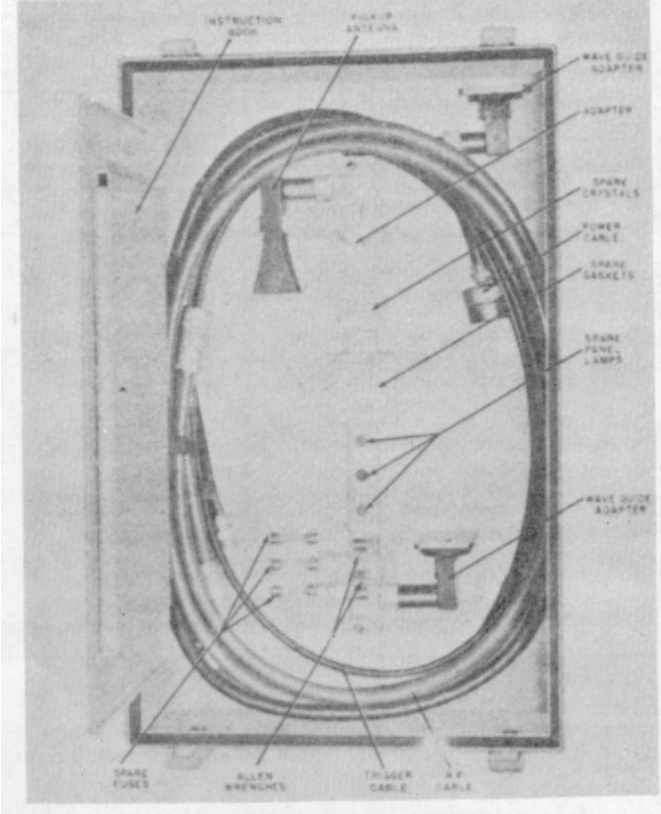 INSTRUCTION
BOOK
PICKUP
ANTENNA
WAVE GUIDE
ADAPTER
ADAPTER
SPARE
CRYSTALS
POWER
CABLE
SPARE
GASKETS
SPARE
PANEL
LAMPS
WAVE GUIDE
ADAPTER
SPARE
FUSES
ALLEN
WRENCHES
TRIGGER
CABLE
R F
CABLE